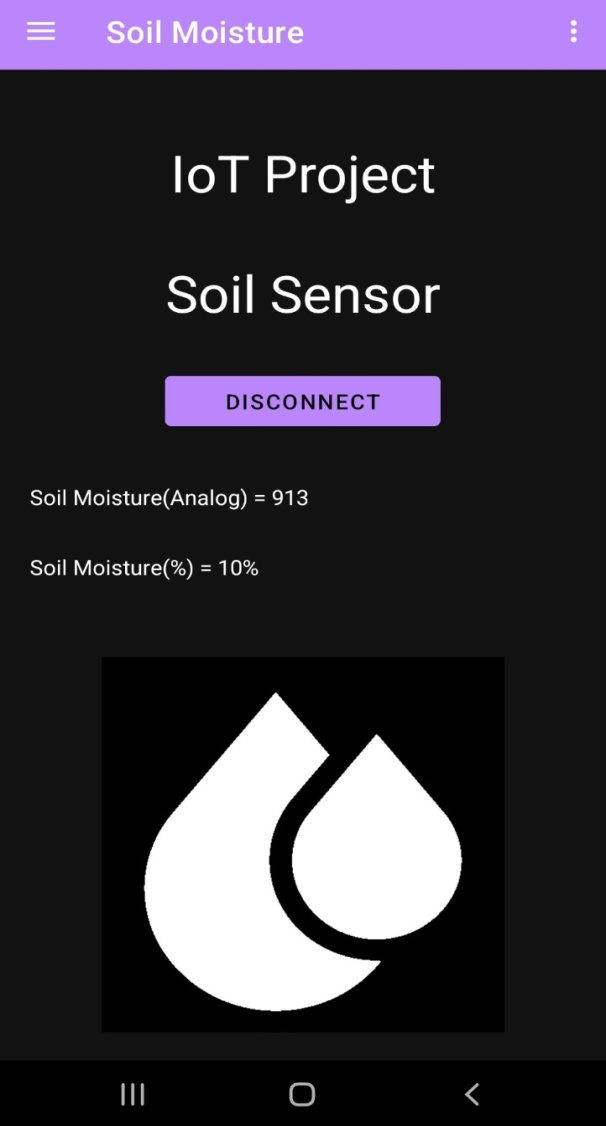 Soil Moisture
IoT Project
Soil Sensor
DISCONNECT
Soil Moisture(Analog) = 913
Soil Moisture(%) = 10%